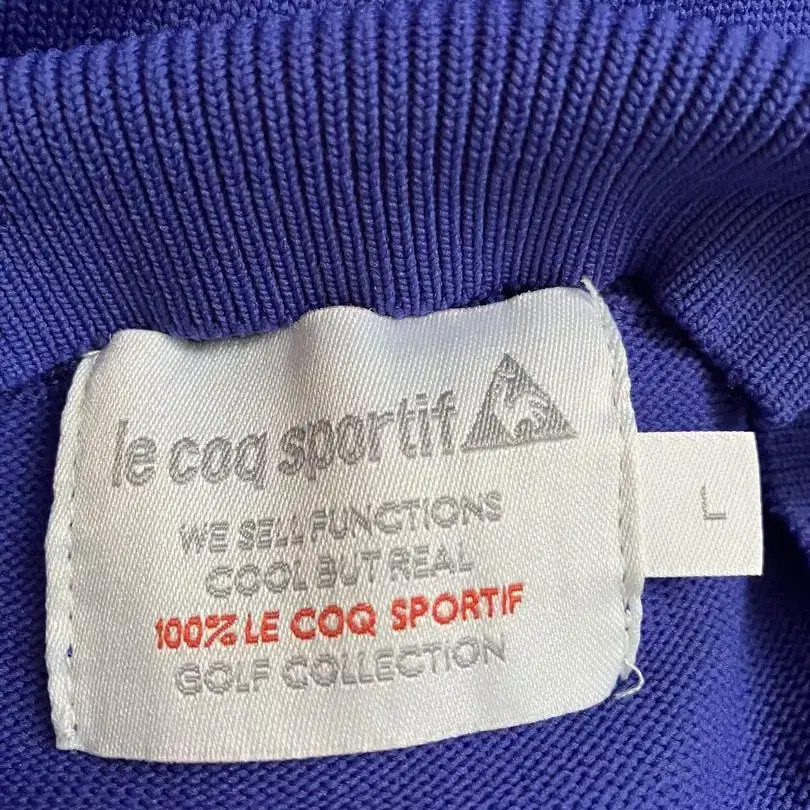 le coq sportif
WE SELL FUNCTIONS
COOL BUT REAL
100% LE COQ SPORTIF
GOLF COLLECTION
L